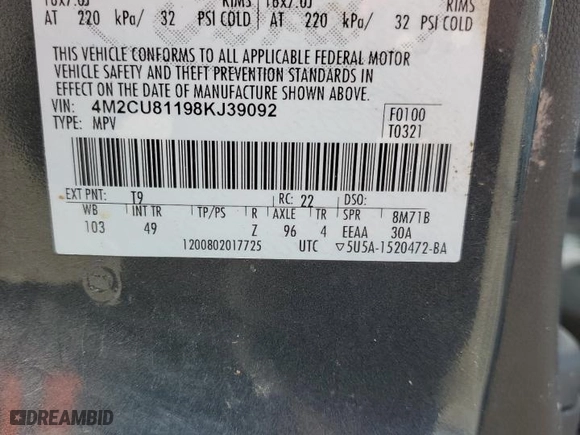 16x7.0J RIMS 16x7.0J RIMS
AT 220 kPa/ 32 PSI COLD AT 220 kPa/ 32 PSI COLD
THIS VEHICLE CONFORMS TO ALL APPLICABLE FEDERAL MOTOR
VEHICLE SAFETY AND THEFT PREVENTION STANDARDS IN
EFFECT ON THE DATE OF MANUFACTURE SHOWN ABOVE.
VIN: 4M2CU81198KJ39092
TYPE: MPV
F0100
T0321
EXT PNT: T9 RC: 22 DSO:
WB INT TR TP/PS R AXLE TR SPR 8M71B
103 49 Z 96 4 EEAA 30A
1200802017725 UTC ▽5U5A-1520472-BA
DREAMBID